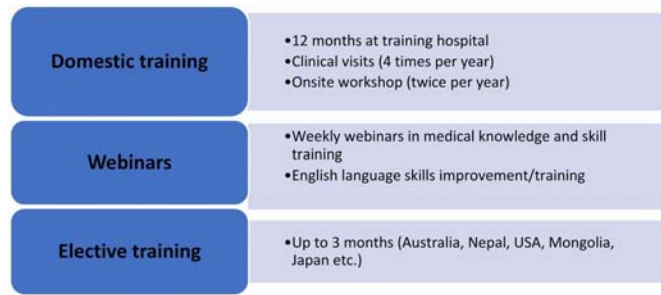 Domestic training
•12 months at training hospital
•Clinical visits (4 times per year)
•Onsite workshop (twice per year)
Webinars
•Weekly webinars in medical knowledge and skill
training
•English language skills improvement/training
Elective training
•Up to 3 months (Australia, Nepal, USA, Mongolia,
Japan etc.)